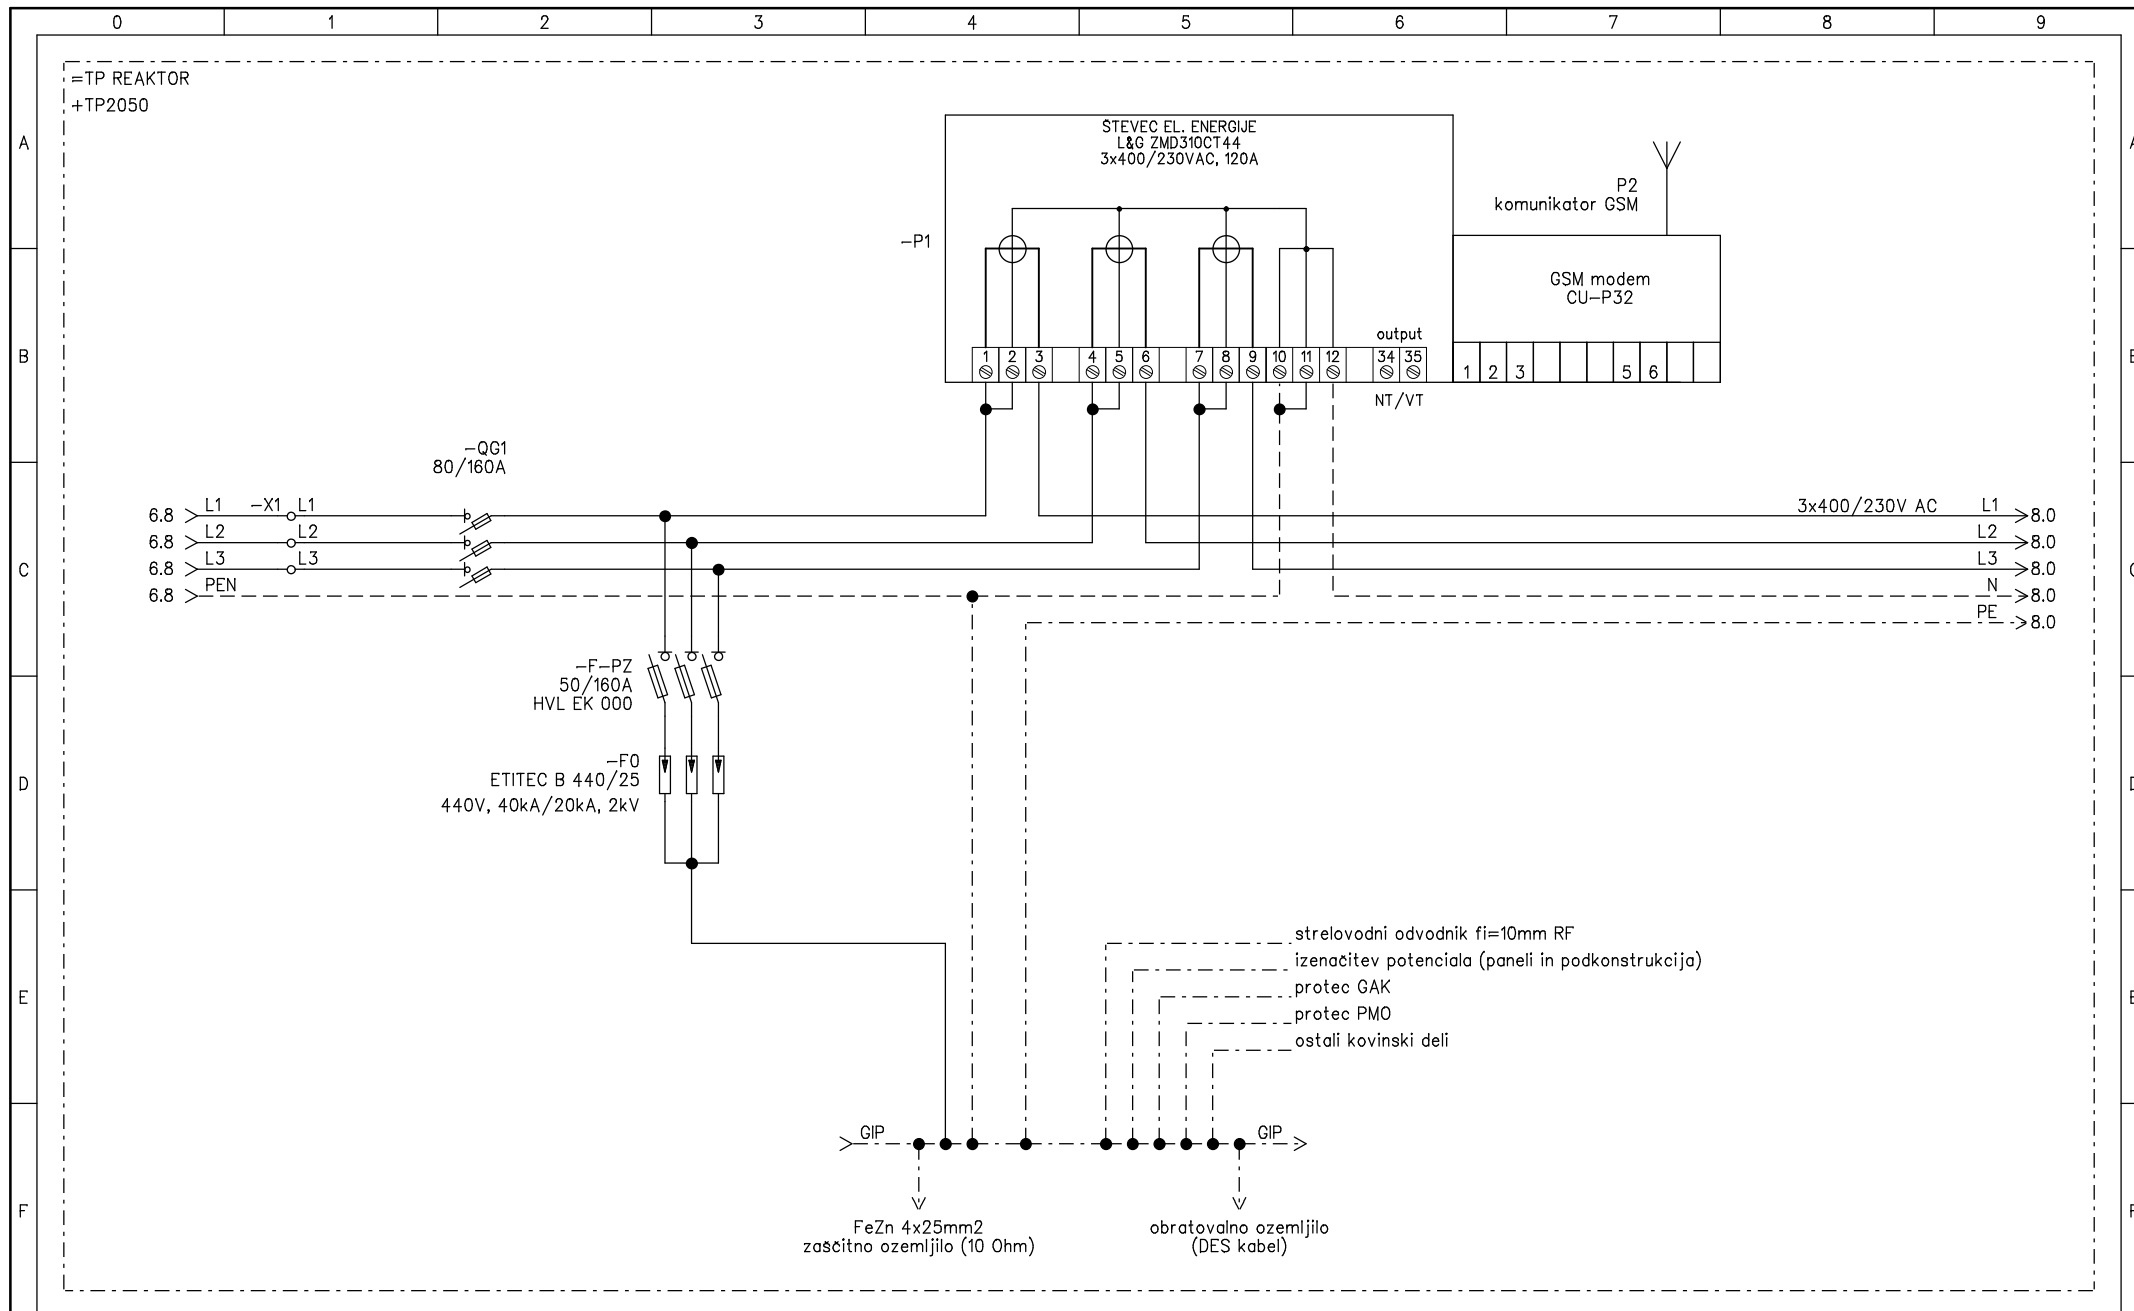 0 1 2 3 4 5 6 7 8 9
=TP REAKTOR
+TP2050
A
ŠTEVEC EL. ENERGIJE
L&G ZMD310CT44
3x400/230VAC, 120A
P2
komunikator GSM
-P1
GSM modem
CU-P32
output
B
1 2 3 4 5 6 7 8 9 10 11 12 34 35
1 2 3 5 6
NT/VT
-QG1
80/160A
6.8 L1 -X1 L1 3x400/230V AC L1 8.0
6.8 L2 L2 L2 8.0
C 6.8 L3 L3 L3 8.0
6.8 PEN N 8.0
PE 8.0
-F-PZ
50/160A
HVL EK 000
-F0
D ETITEC B 440/25
440V, 40kA/20kA, 2kV
strelovodni odvodnik fi=10mm RF
izenačitev potenciala (paneli in podkonstrukcija)
E protec GAK
protec PMO
ostali kovinski deli
GIP GIP
F
FeZn 4x25mm2
zaščitno ozemljilo (10 Ohm)
obratovalno ozemljilo
(DES kabel)